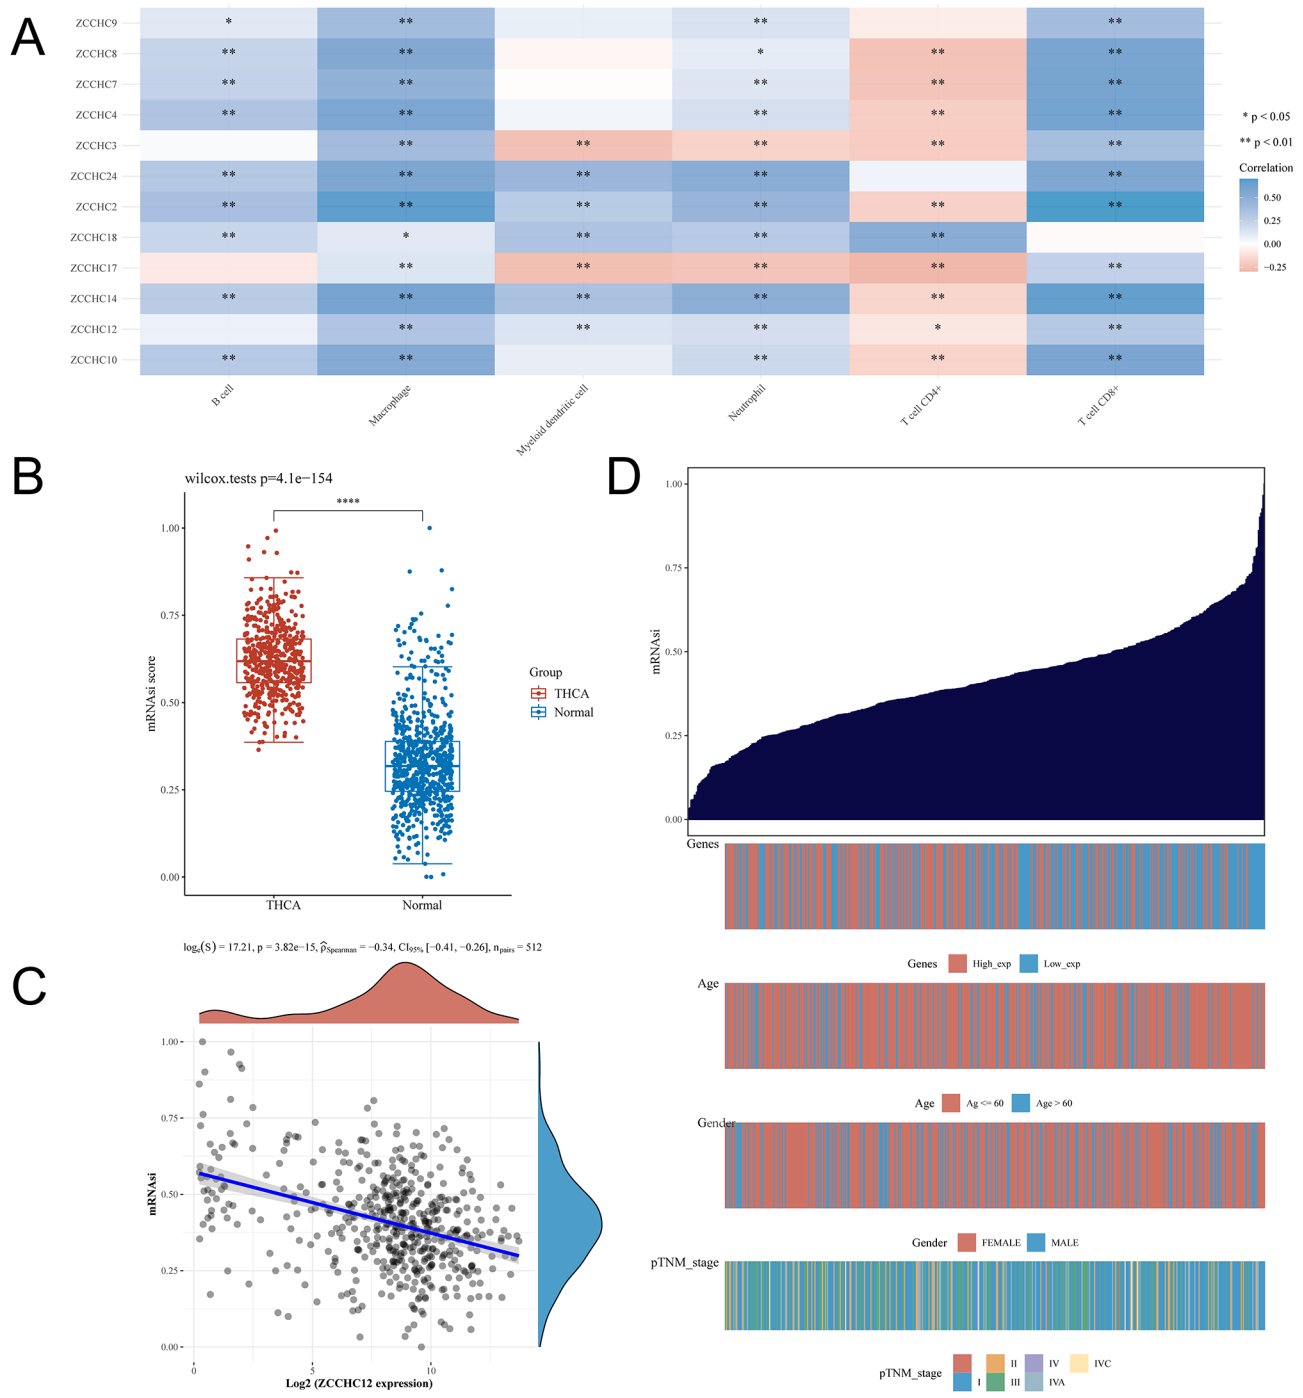 A
ZCCHC9 * ** ** **
ZCCHC8 ** ** * ** **
ZCCHC7 ** ** ** ** **
ZCCHC4 ** ** ** ** **
ZCCHC3 ** ** ** ** **
ZCCHC24 ** ** ** ** **
ZCCHC2 ** ** ** ** ** **
ZCCHC18 ** * ** ** **
ZCCHC17 ** ** ** ** **
ZCCHC14 ** ** ** ** ** **
ZCCHC12 ** ** ** * **
ZCCHC10 ** ** ** ** **
B cell
Macrophage
Myeloid dendritic cell
Neutrophil
T cell CD4+
T cell CD8+
* p < 0.05
** p < 0.01
Correlation
0.50
0.25
0.00
−0.25
B
wilcox.tests p=4.1e−154
****
1.00
0.75
0.50
0.25
0.00
mRNAsi score
THCA
Normal
Group
THCA
Normal
C
logₑ(S) = 17.21, p = 3.82e−15, ρ̂Spearman = −0.34, CI95% [−0.41, −0.26], npairs = 512
1.00
0.75
0.50
0.25
0.00
mRNAsi
0
5
10
Log2 (ZCCHC12 expression)
D
1.00
0.75
0.50
0.25
0.00
mRNAsi
Genes
Genes High_exp Low_exp
Age
Age Ag <= 60 Age > 60
Gender
Gender FEMALE MALE
pTNM_stage
pTNM_stage
II IV IVC
I III IVA